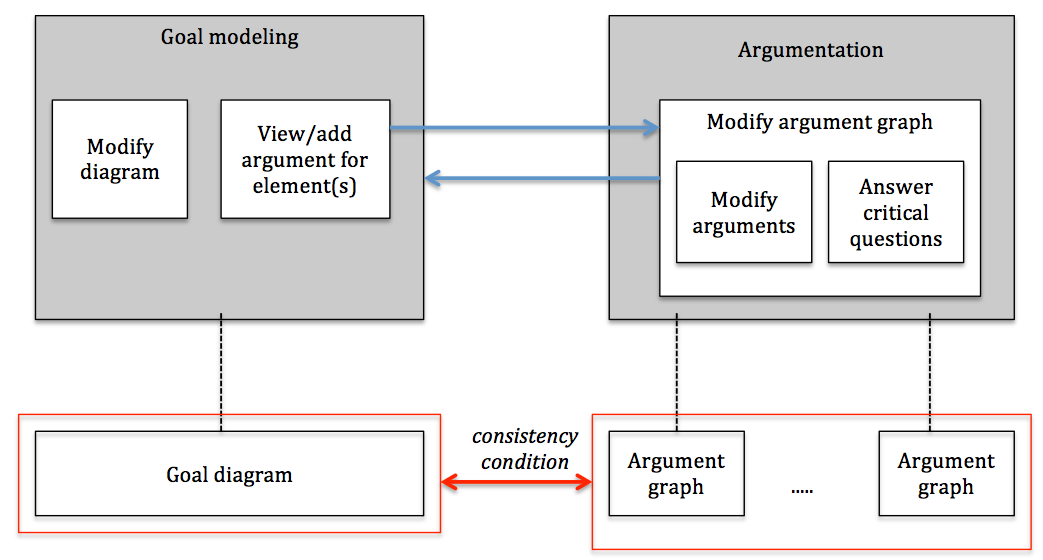 Goal modeling
Modify
diagram
View/add
argument for
element(s)
Argumentation
Modify argument graph
Modify
arguments
Answer
critical
questions
Goal diagram
consistency
condition
Argument
graph
.....
Argument
graph